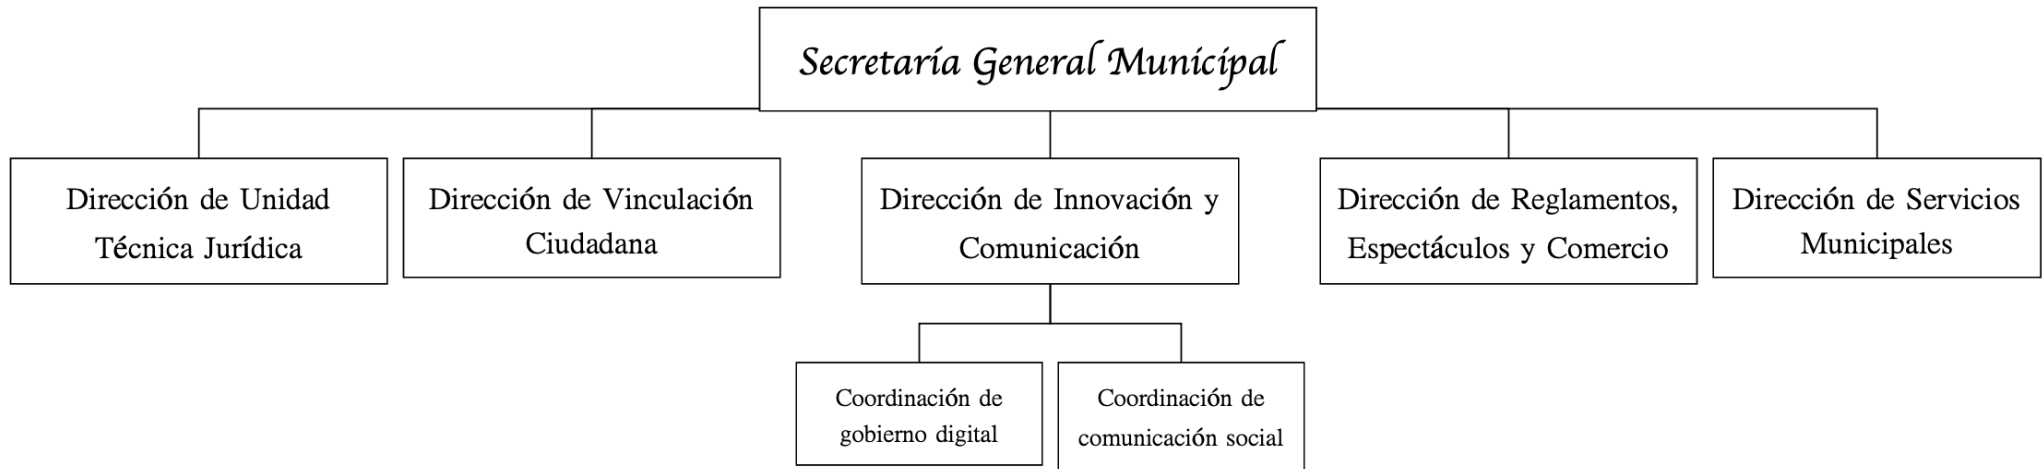 Secretaría General Municipal
Dirección de Unidad
Técnica Jurídica
Dirección de Vinculación
Ciudadana
Dirección de Innovación y
Comunicación
Dirección de Reglamentos,
Espectáculos y Comercio
Dirección de Servicios
Municipales
Coordinación de
gobierno digital
Coordinación de
comunicación social